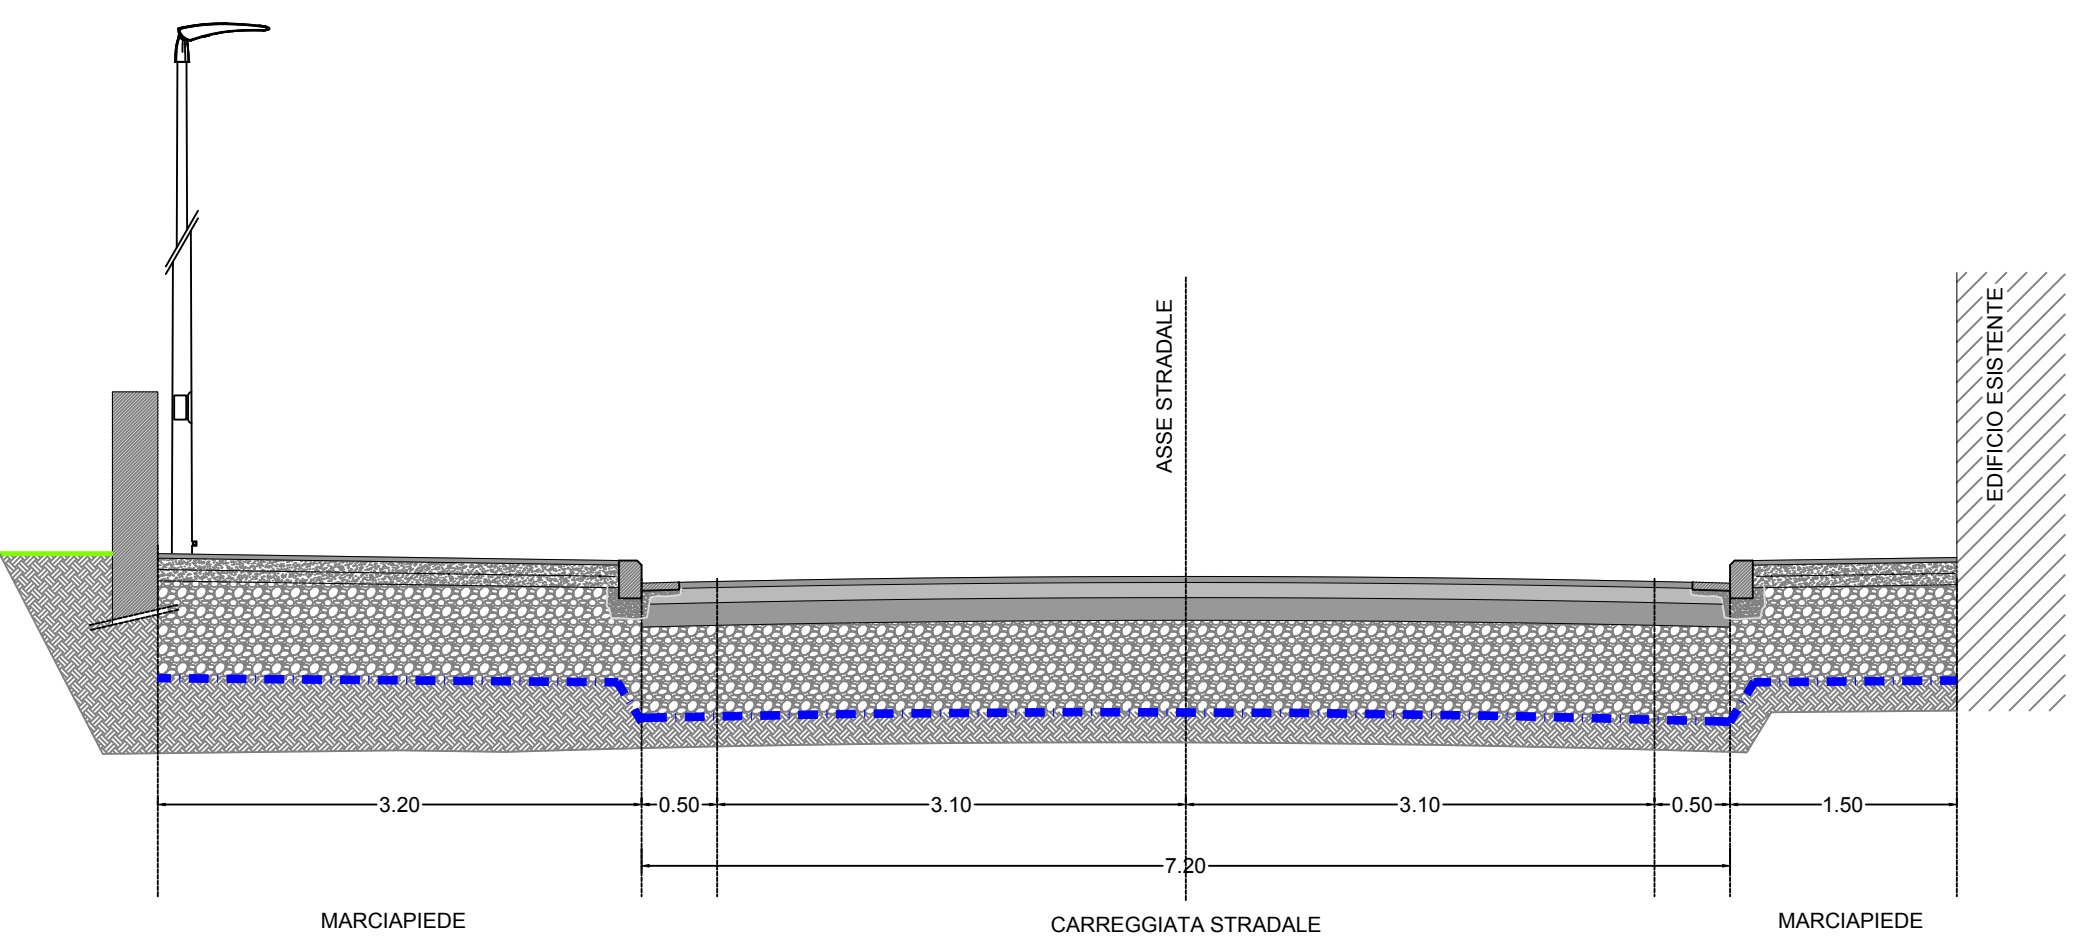 ASSE STRADALE
EDIFICIO ESISTENTE
3.20
0.50
3.10
3.10
0.50
1.50
7.20
MARCIAPIEDE
CARREGGIATA STRADALE
MARCIAPIEDE